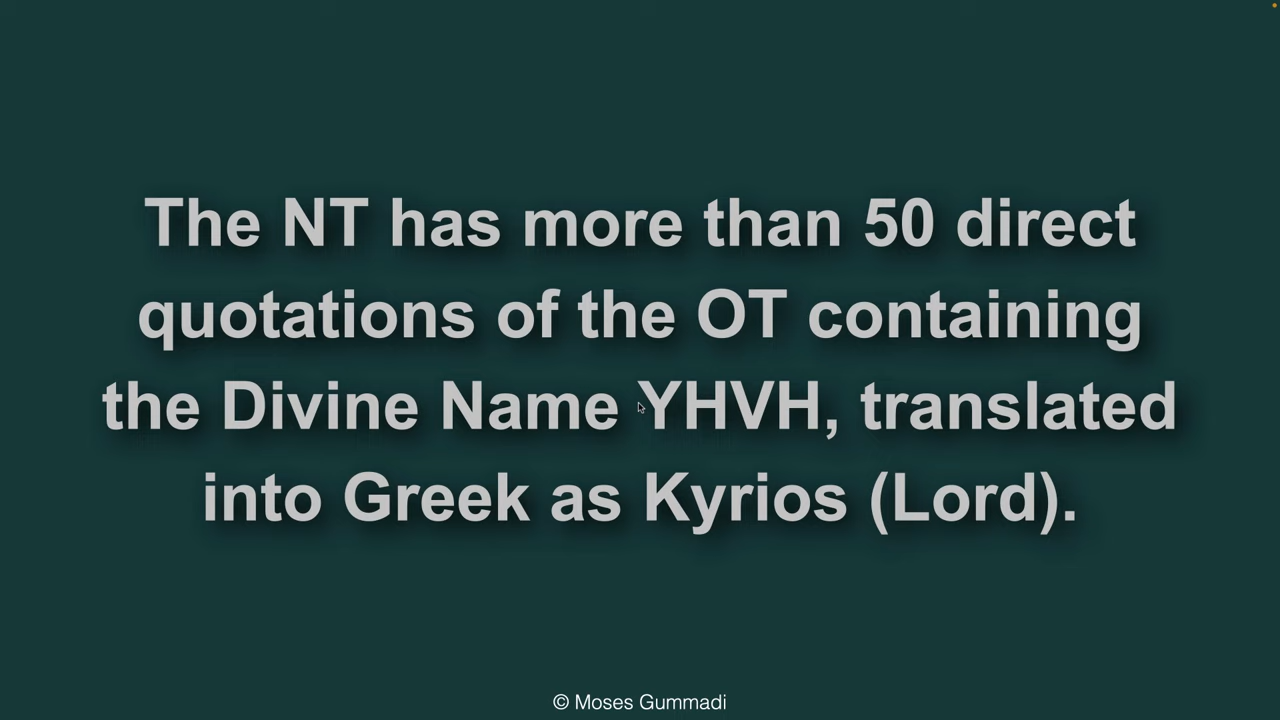 The NT has more than 50 direct
quotations of the OT containing
the Divine Name YHVH, translated
into Greek as Kyrios (Lord).
© Moses Gummadi